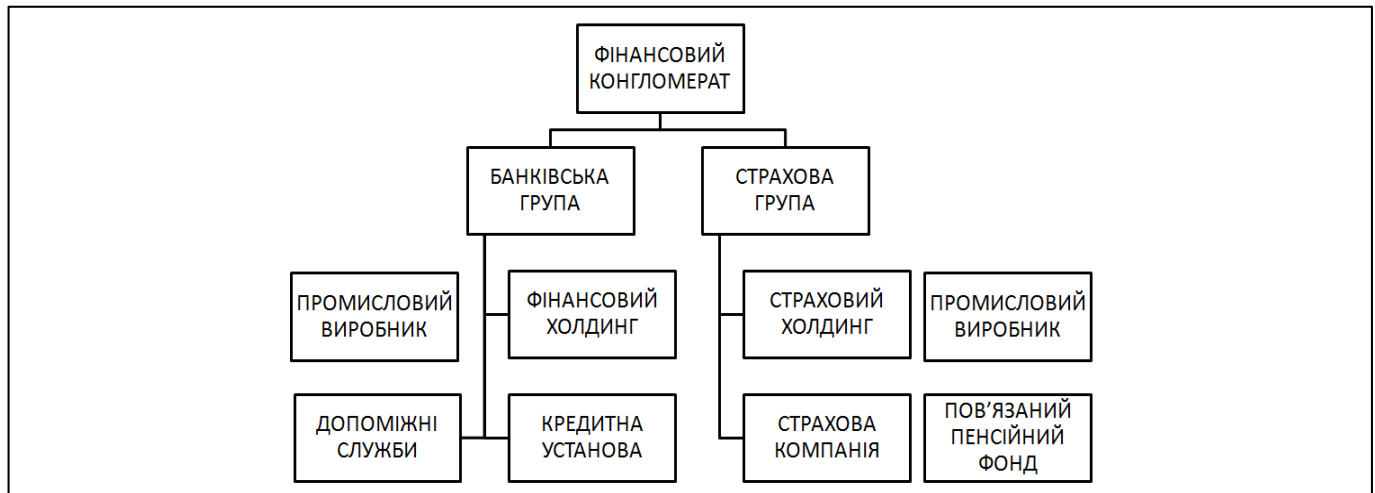 ФІНАНСОВИЙ
КОНГЛОМЕРАТ
БАНКІВСЬКА
ГРУПА
СТРАХОВА
ГРУПА
ПРОМИСЛОВИЙ
ВИРОБНИК
ФІНАНСОВИЙ
ХОЛДИНГ
СТРАХОВИЙ
ХОЛДИНГ
ПРОМИСЛОВИЙ
ВИРОБНИК
ДОПОМІЖНІ
СЛУЖБИ
КРЕДИТНА
УСТАНОВА
СТРАХОВА
КОМПАНІЯ
ПОВ’ЯЗАНИЙ
ПЕНСІЙНИЙ
ФОНД